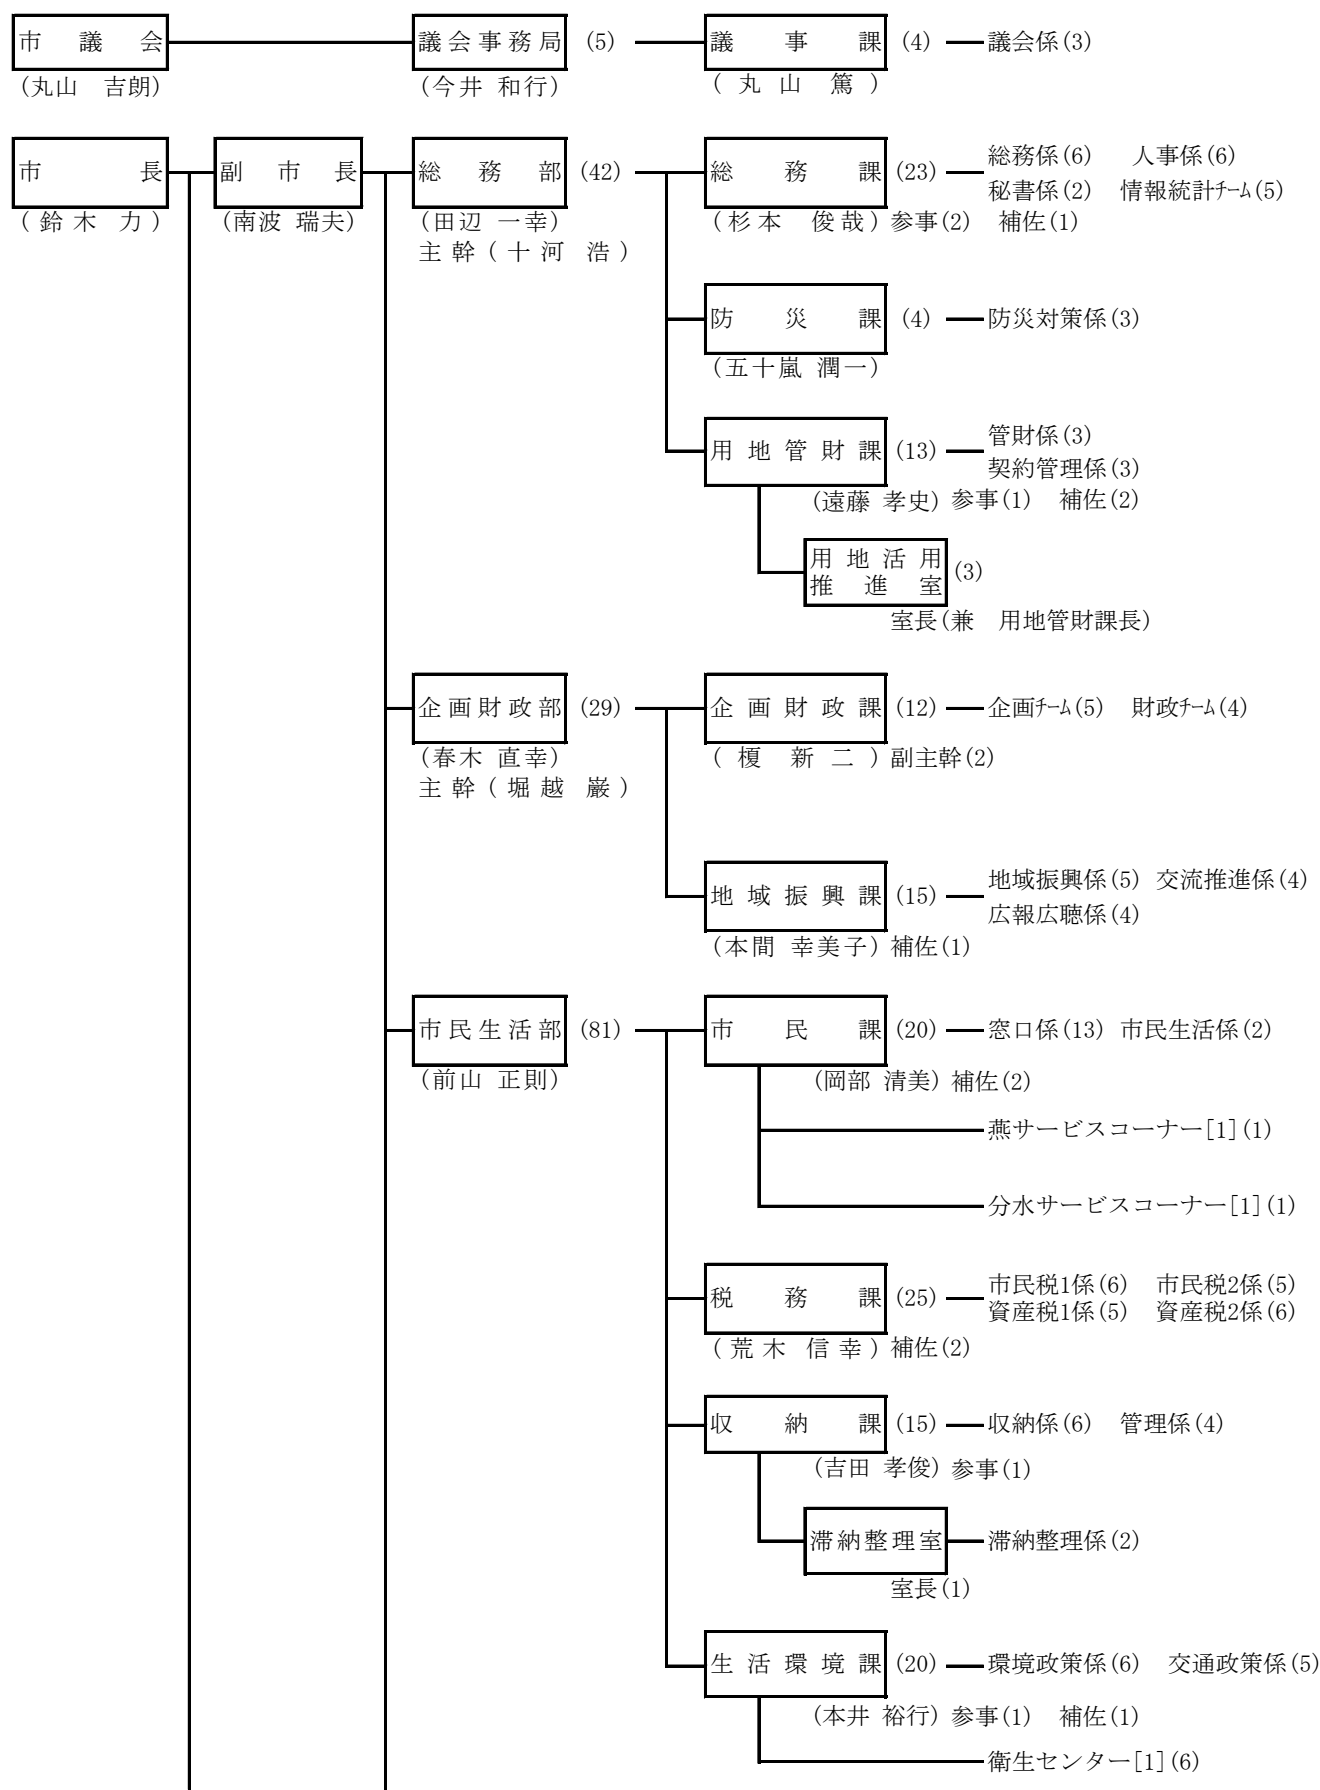 市議会 議会事務局 (5) 議事課 (4) 議会係(3)
(丸山 吉朗) (今井 和行) (丸山 篤)
市長 副市長 総務部 (42) 総務課 (23) 総務係(6) 人事係(6)
秘書係(2) 情報統計ﾁｰﾑ(5)
(鈴木 力) (南波 瑞夫) (田辺 一幸) (杉本 俊哉) 参事(2) 補佐(1)
主幹(十河 浩)
防災課 (4) 防災対策係(3)
(五十嵐 潤一)
用地管財課 (13) 管財係(3)
契約管理係(3)
(遠藤 孝史) 参事(1) 補佐(2)
用地活用
推進室 (3)
室長(兼 用地管財課長)
企画財政部 (29) 企画財政課 (12) 企画ﾁｰﾑ(5) 財政ﾁｰﾑ(4)
(春木 直幸) (榎 新二) 副主幹(2)
主幹(堀越 巌)
地域振興課 (15) 地域振興係(5) 交流推進係(4)
広報広聴係(4)
(本間 幸美子) 補佐(1)
市民生活部 (81) 市民課 (20) 窓口係(13) 市民生活係(2)
(前山 正則) (岡部 清美) 補佐(2)
燕サービスコーナー[1](1)
分水サービスコーナー[1](1)
税務課 (25) 市民税1係(6) 市民税2係(5)
資産税1係(5) 資産税2係(6)
(荒木 信幸) 補佐(2)
収納課 (15) 収納係(6) 管理係(4)
(吉田 孝俊) 参事(1)
滞納整理室 滞納整理係(2)
室長(1)
生活環境課 (20) 環境政策係(6) 交通政策係(5)
(本井 裕行) 参事(1) 補佐(1)
衛生センター[1](6)